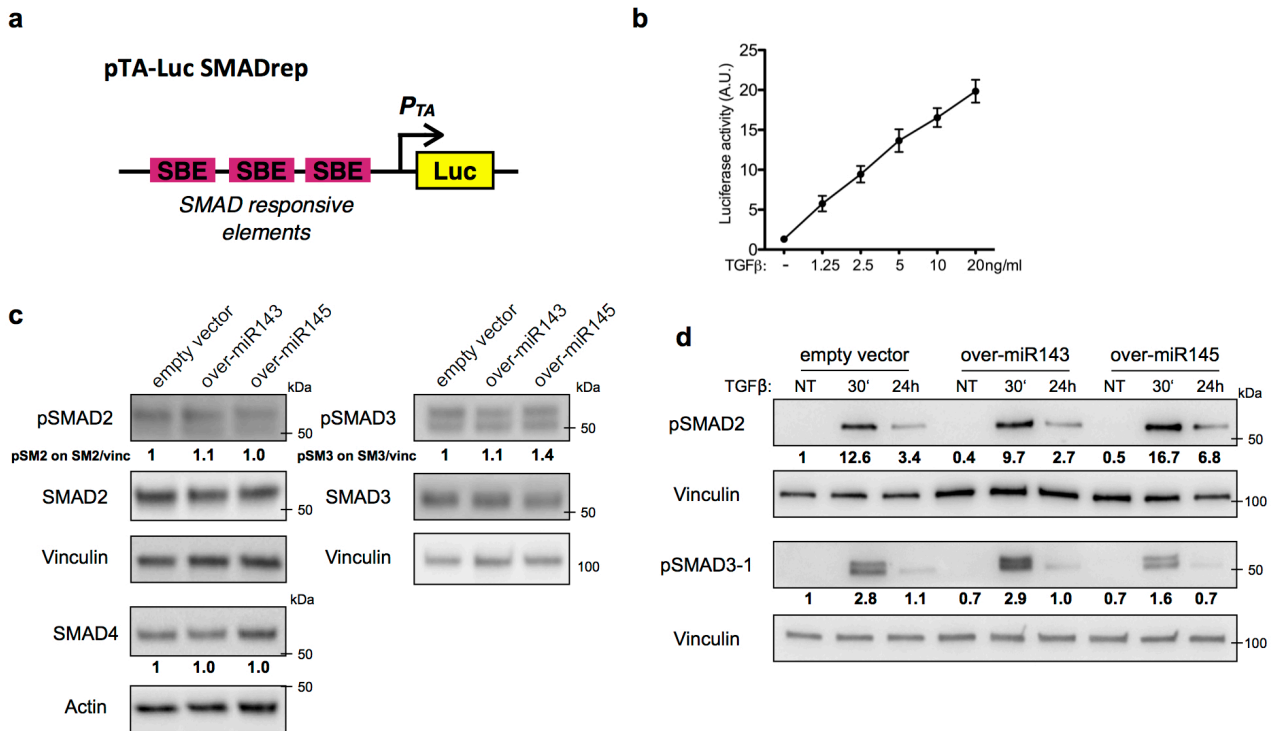 a
pTA-Luc SMADrep
PTA
SBE SBE SBE Luc
SMAD responsive
elements
b
Luciferase activity (A.U.)
25
20
15
10
5
0
TGFβ: - 1.25 2.5 5 10 20ng/ml
c
empty vector over-miR143 over-miR145
kDa
pSMAD2
50
pSM2 on SM2/vinc 1 1.1 1.0
SMAD2
50
Vinculin
kDa
SMAD4
50
1 1.0 1.0
50
Actin
empty vector over-miR143 over-miR145
kDa
pSMAD3
50
pSM3 on SM3/vinc 1 1.1 1.4
SMAD3
50
Vinculin
100
d
empty vector over-miR143 over-miR145
TGFβ: NT 30‘ 24h NT 30‘ 24h NT 30‘ 24h
kDa
pSMAD2
50
1 12.6 3.4 0.4 9.7 2.7 0.5 16.7 6.8
Vinculin
100
pSMAD3-1
50
1 2.8 1.1 0.7 2.9 1.0 0.7 1.6 0.7
Vinculin
100